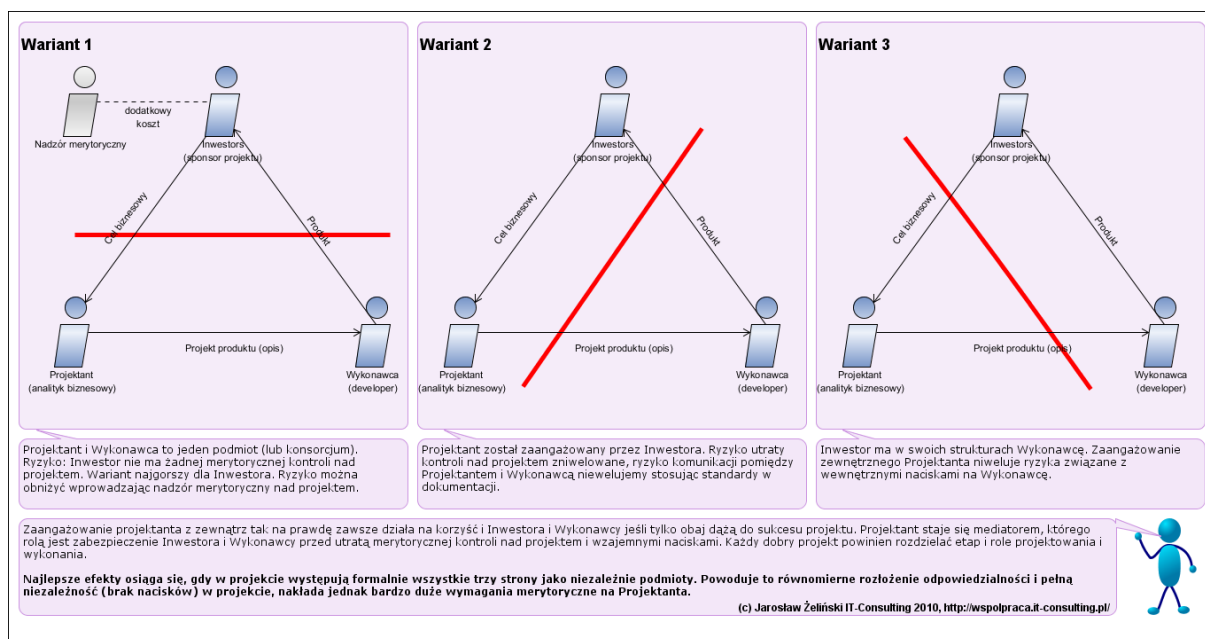 Wariant 1
dodatkowy
koszt
Nadzór merytoryczny
Inwestors
(sponsor projektu)
Cel biznesowy
Produkt
Projekt produktu (opis)
Projektant
(analityk biznesowy)
Wykonawca
(developer)
Projektant i Wykonawca to jeden podmiot (lub konsorcjum).
Ryzyko: Inwestor nie ma żadnej merytorycznej kontroli nad
projektem. Wariant najgorszy dla Inwestora. Ryzyko można
obniżyć wprowadzając nadzór merytoryczny nad projektem.
Wariant 2
Inwestors
(sponsor projektu)
Cel biznesowy
Produkt
Projekt produktu (opis)
Projektant
(analityk biznesowy)
Wykonawca
(developer)
Projektant został zaangażowany przez Inwestora. Ryzyko utraty
kontroli nad projektem zniwelowane, ryzyko komunikacji pomiędzy
Projektantem i Wykonawcą niewelujemy stosując standardy w
dokumentacji.
Wariant 3
Inwestors
(sponsor projektu)
Cel biznesowy
Produkt
Projekt produktu (opis)
Projektant
(analityk biznesowy)
Wykonawca
(developer)
Inwestor ma w swoich strukturach Wykonawcę. Zaangażowanie
zewnętrznego Projektanta niweluje ryzyka związane z
wewnętrznymi naciskami na Wykonawcę.
Zaangażowanie projektanta z zewnątrz tak na prawdę zawsze działa na korzyść i Inwestora i Wykonawcy jeśli tylko obaj dążą do sukcesu projektu. Projektant staje się mediatorem, którego
rolą jest zabezpieczenie Inwestora i Wykonawcy przed utratą merytorycznej kontroli nad projektem i wzajemnymi naciskami. Każdy dobry projekt powinien rozdzielać etap i role projektowania i
wykonania.
Najlepsze efekty osiąga się, gdy w projekcie występują formalnie wszystkie trzy strony jako niezależnie podmioty. Powoduje to równomierne rozłożenie odpowiedzialności i pełną
niezależność (brak nacisków) w projekcie, nakłada jednak bardzo duże wymagania merytoryczne na Projektanta.
(c) Jarosław Żeliński IT-Consulting 2010, http://wspolpraca.it-consulting.pl/